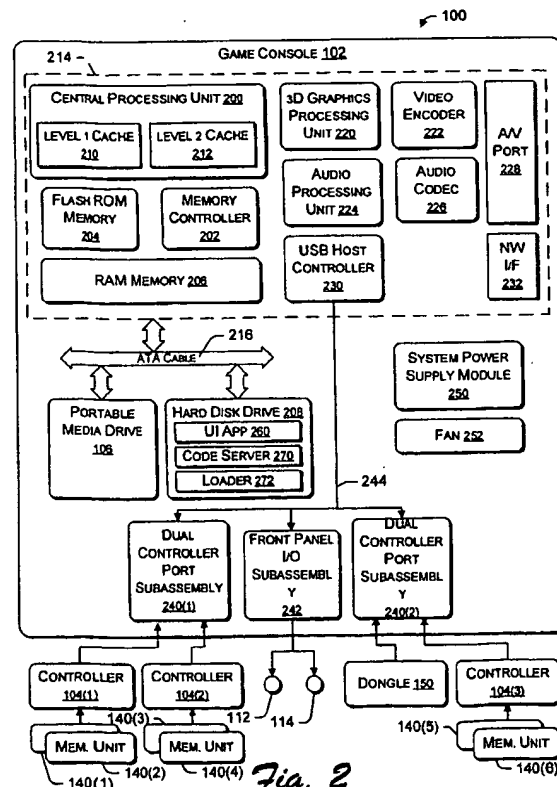 100
GAME CONSOLE 102
214
CENTRAL PROCESSING UNIT 200
LEVEL 1 CACHE
210
LEVEL 2 CACHE
212
3D GRAPHICS
PROCESSING
UNIT 220
VIDEO
ENCODER
222
A/V
PORT
228
FLASH ROM
MEMORY
204
MEMORY
CONTROLLER
202
AUDIO
PROCESSING
UNIT 224
AUDIO
CODEC
226
RAM MEMORY 206
USB HOST
CONTROLLER
230
NW
I/F
232
216
ATA CABLE
PORTABLE
MEDIA DRIVE
106
HARD DISK DRIVE 208
UI APP 260
CODE SERVER 270
LOADER 272
SYSTEM POWER
SUPPLY MODULE
250
FAN 252
244
DUAL
CONTROLLER
PORT
SUBASSEMBLY
240(1)
FRONT PANEL
I/O
SUBASSEMBL
Y
242
DUAL
CONTROLLER
PORT
SUBASSEMBL
Y
240(2)
CONTROLLER
104(1)
CONTROLLER
104(2)
112
114
DONGLE 150
CONTROLLER
104(3)
140(3)
140(5)
MEM. UNIT
MEM. UNIT
MEM. UNIT
140(1)
140(2)
140(4)
140(6)
Fig. 2